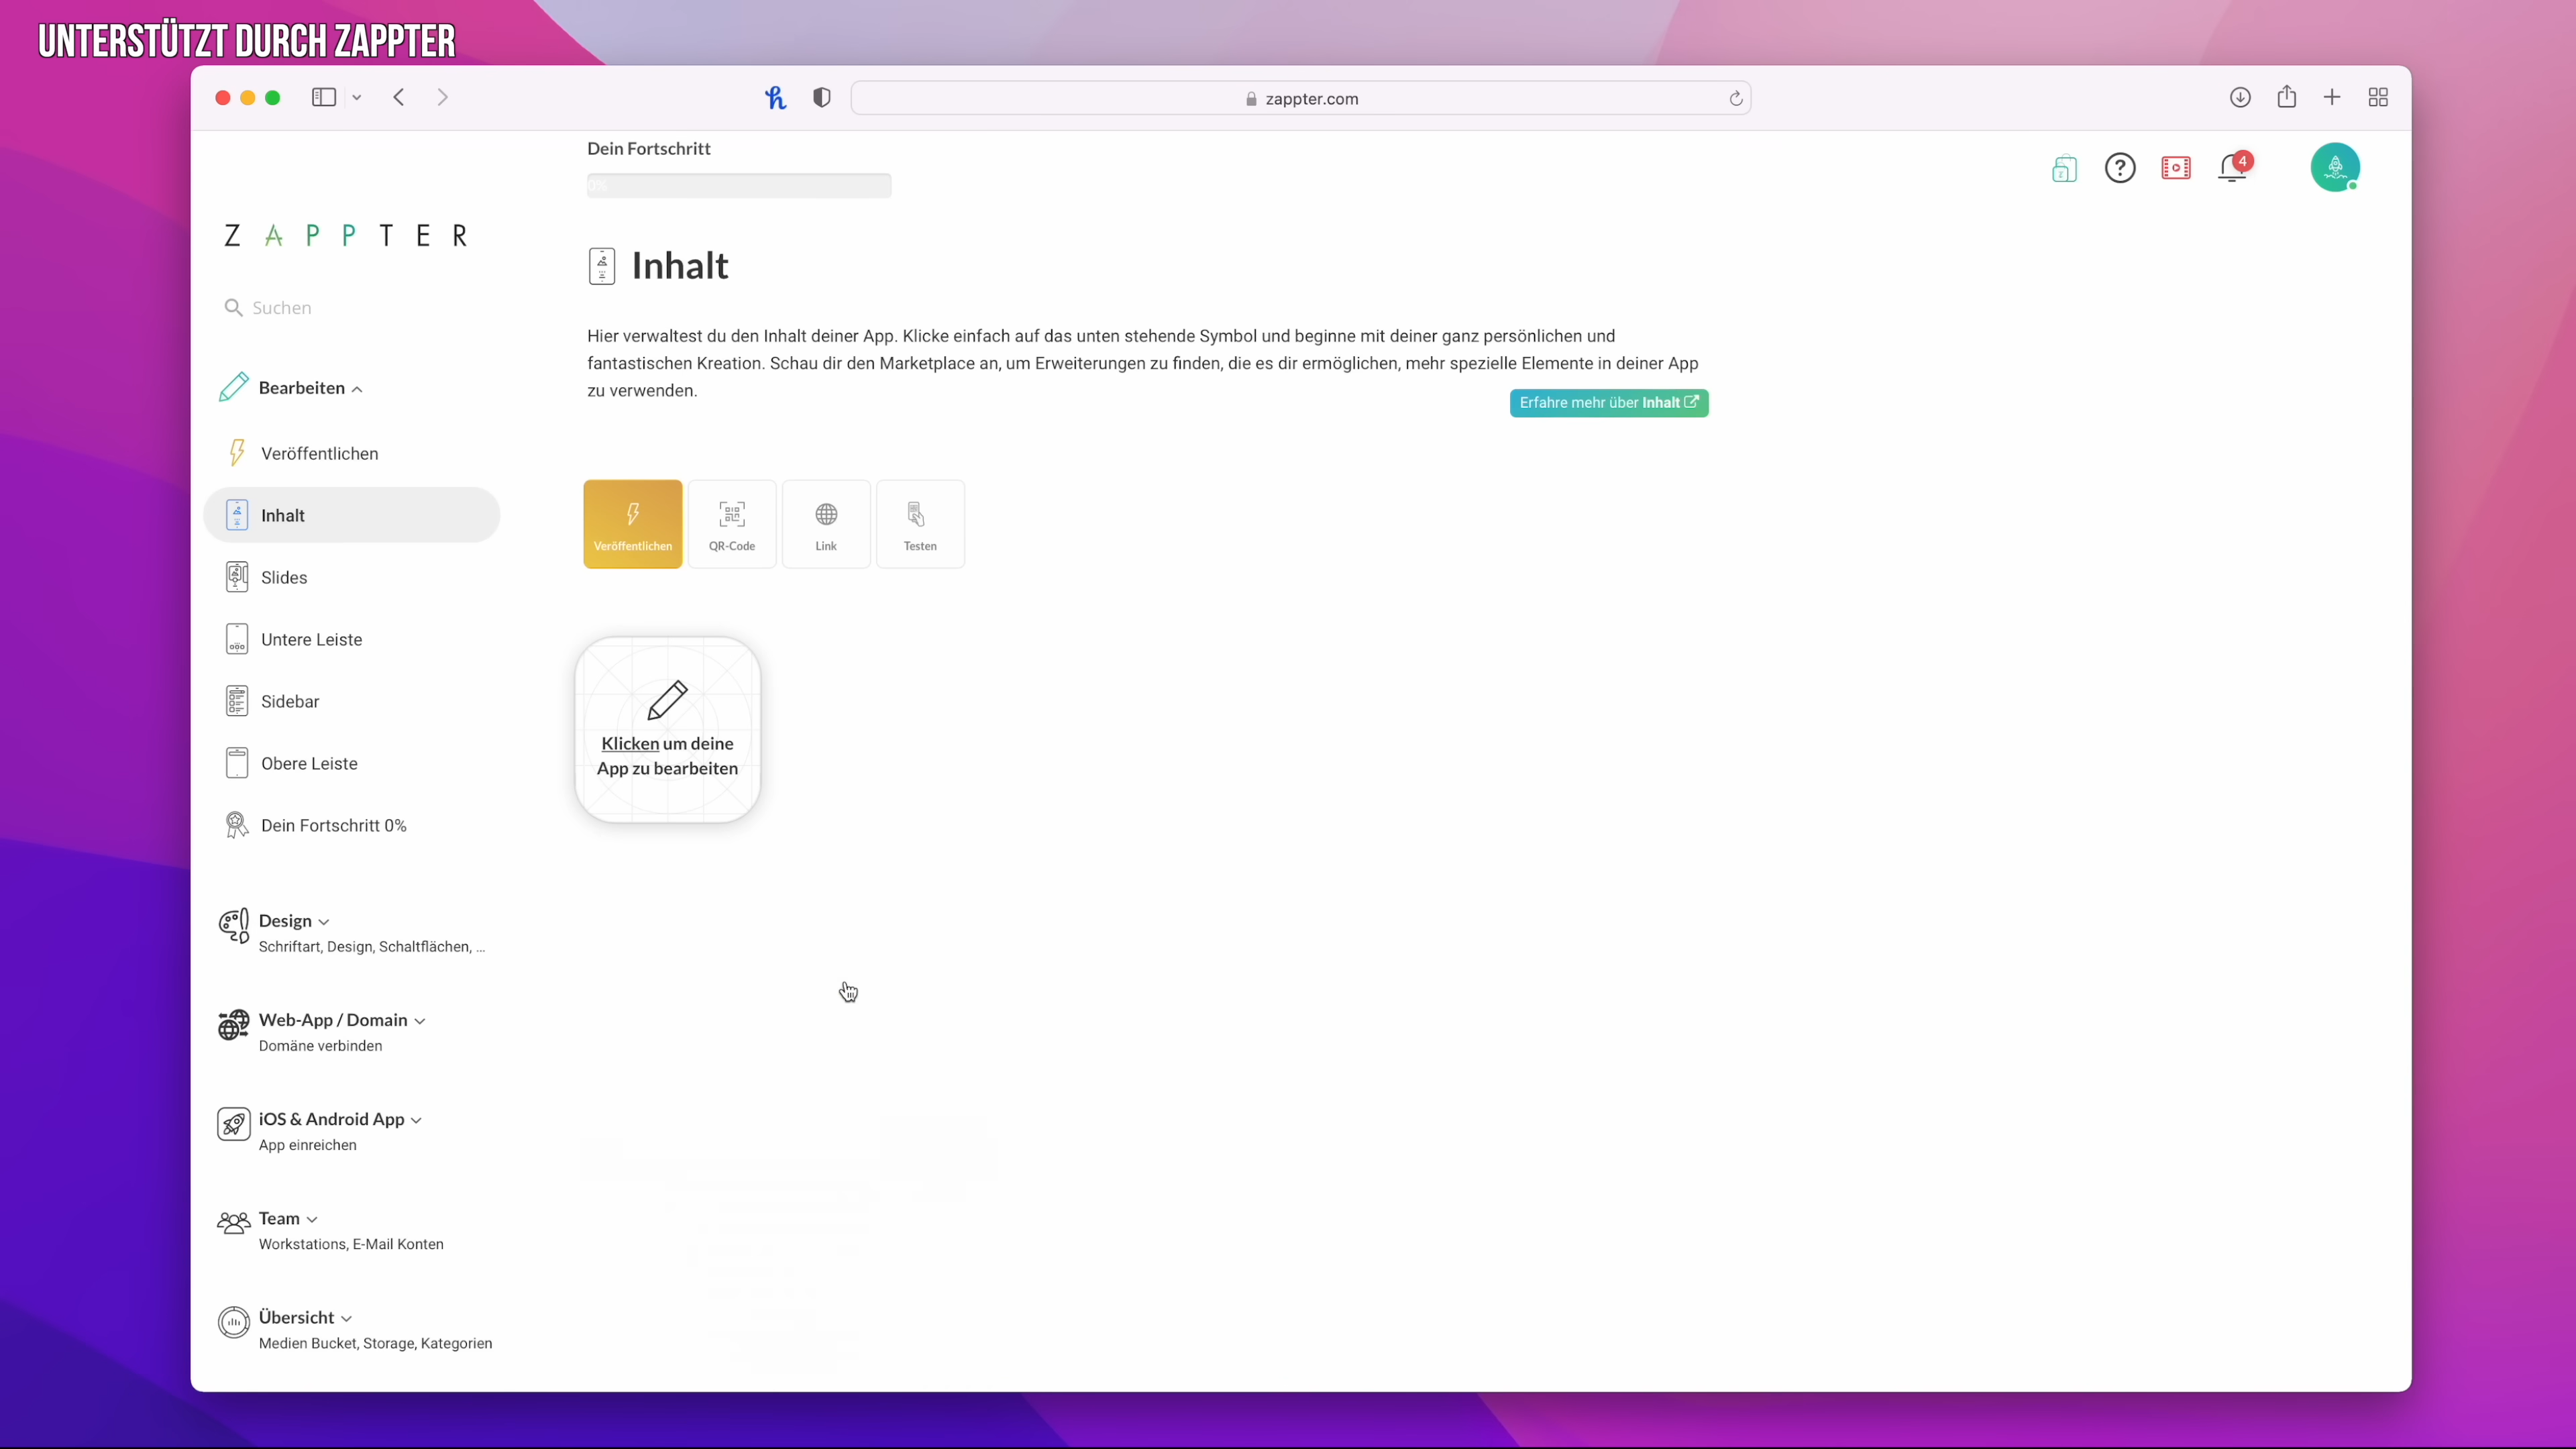 UNTERSTÜTZT DURCH ZAPPTER
zappter.com
Dein Fortschritt
0%
4
ZAPPTER
Inhalt
Suchen
Hier verwaltest du den Inhalt deiner App. Klicke einfach auf das unten stehende Symbol und beginne mit deiner ganz persönlichen und
fantastischen Kreation. Schau dir den Marketplace an, um Erweiterungen zu finden, die es dir ermöglichen, mehr spezielle Elemente in deiner App
zu verwenden.
Erfahre mehr über Inhalt
Bearbeiten
Veröffentlichen
Inhalt
Slides
Untere Leiste
Sidebar
Obere Leiste
Dein Fortschritt 0%
Veröffentlichen
QR-Code
Link
Testen
Klicken um deine
App zu bearbeiten
Design
Schriftart, Design, Schaltflächen, ...
Web-App / Domain
Domäne verbinden
iOS & Android App
App einreichen
Team
Workstations, E-Mail Konten
Übersicht
Medien Bucket, Storage, Kategorien